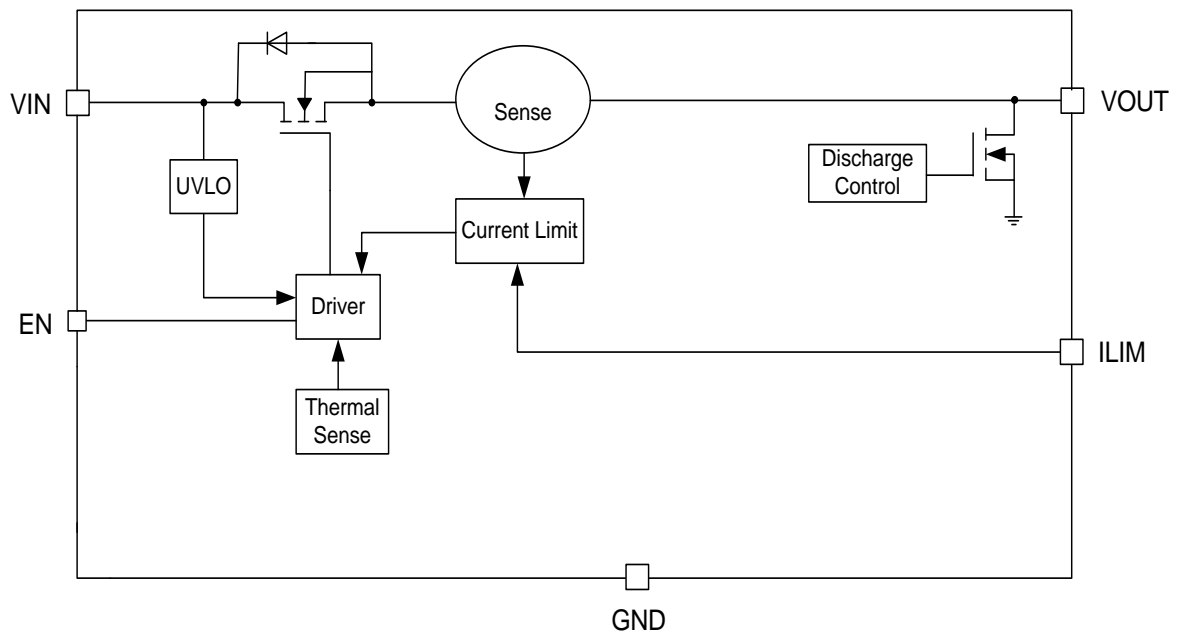 VIN
Sense
VOUT
UVLO
Discharge
Control
Current Limit
Driver
EN
ILIM
Thermal
Sense
GND